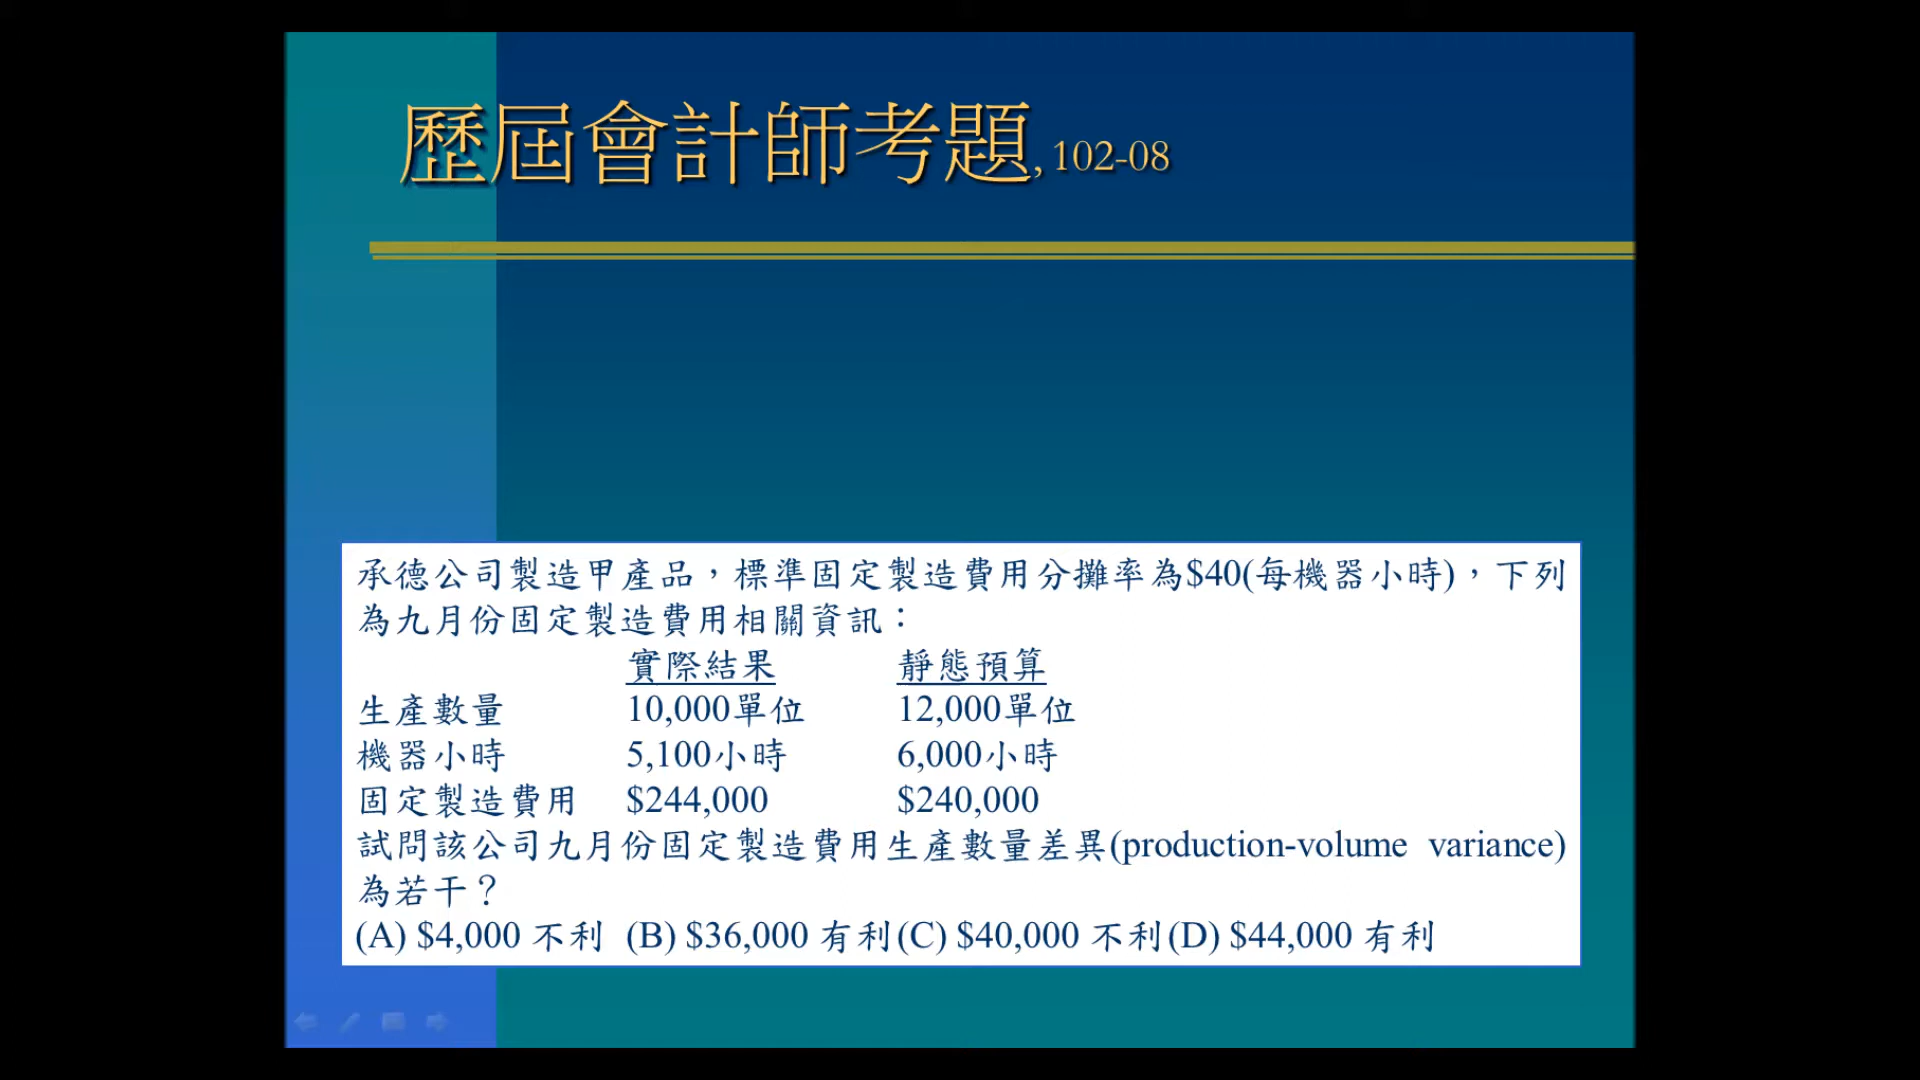 歷屆會計師考題, 102-08
承德公司製造甲產品，標準固定製造費用分攤率為$40(每機器小時)，下列
為九月份固定製造費用相關資訊：
實際結果 靜態預算
生產數量 10,000單位 12,000單位
機器小時 5,100小時 6,000小時
固定製造費用 $244,000 $240,000
試問該公司九月份固定製造費用生產數量差異(production-volume variance)
為若干？
(A) $4,000 不利 (B) $36,000 有利(C) $40,000 不利(D) $44,000 有利